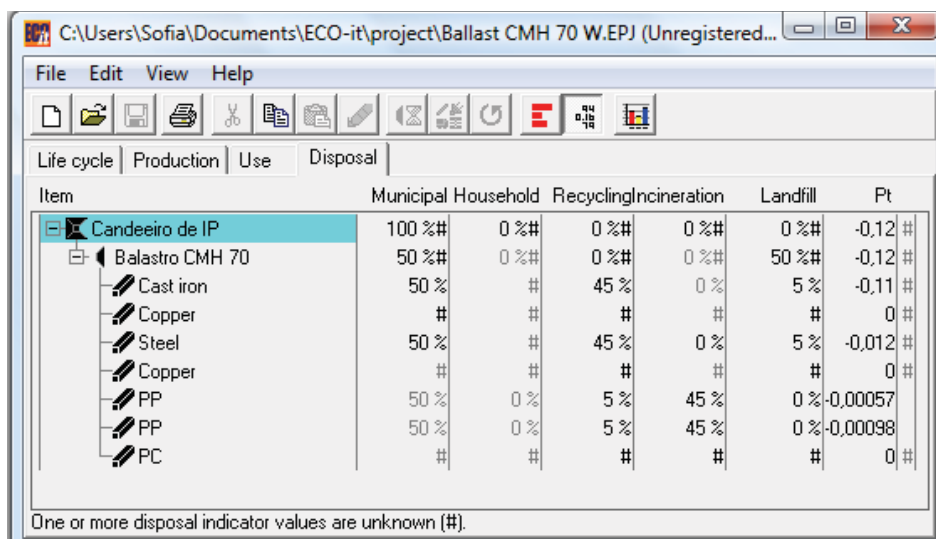 C:\Users\Sofia\Documents\ECO-it\project\Ballast CMH 70 W.EPJ (Unregistered...
File Edit View Help
Life cycle Production Use Disposal
Item Municipal Household Recycling Incineration Landfill Pt
Candeeiro de IP 100 %# 0 %# 0 %# 0 %# 0 %# -0,12 #
Balastro CMH 70 50 %# 0 %# 0 %# 0 %# 50 %# -0,12 #
Cast iron 50 % # 45 % 0 % 5 % -0,11 #
Copper # # # # # 0 #
Steel 50 % # 45 % 0 % 5 % -0,012 #
Copper # # # # # 0 #
PP 50 % 0 % 5 % 45 % 0 % -0,00057
PP 50 % 0 % 5 % 45 % 0 % -0,00098
PC # # # # # 0 #
One or more disposal indicator values are unknown (#).